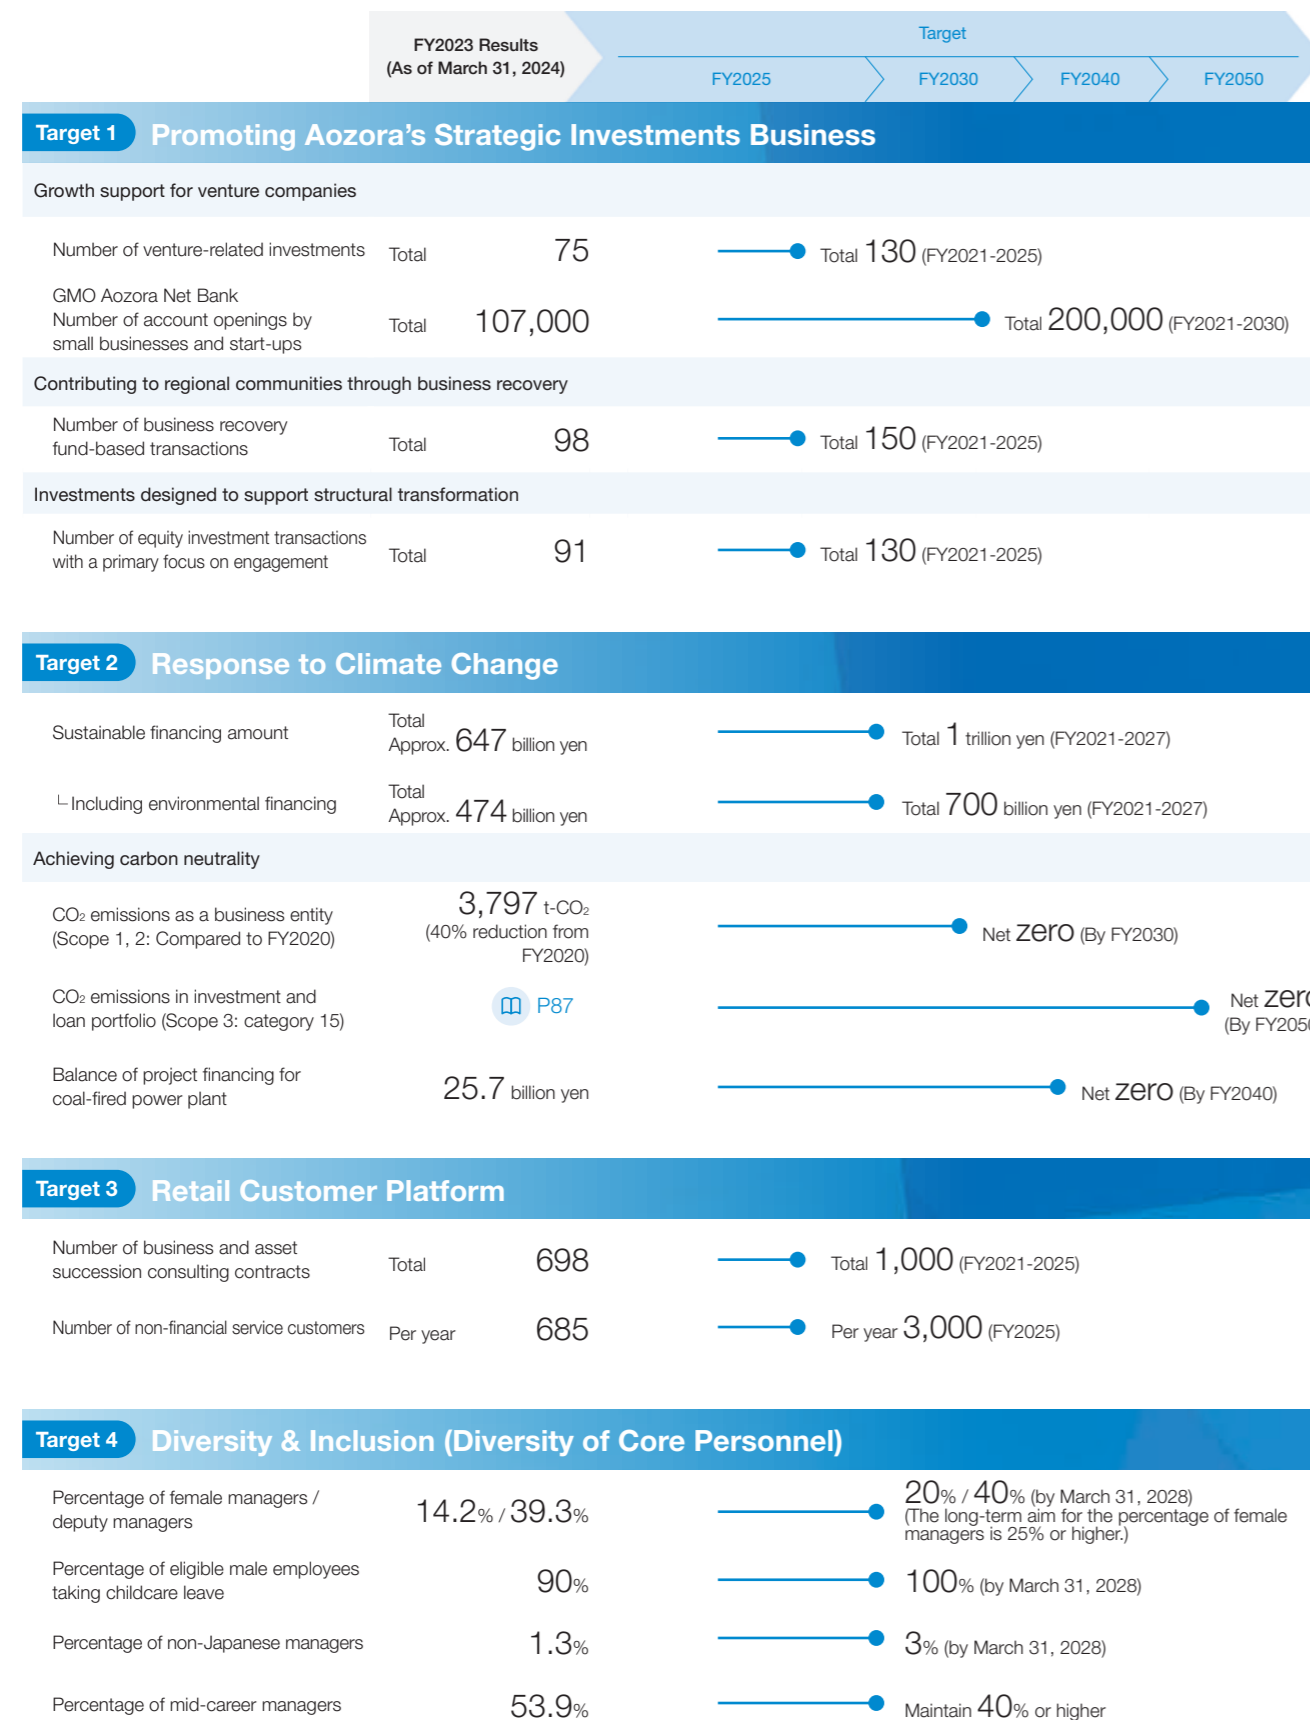 FY2023 Results
(As of March 31, 2024)
Target
FY2025
FY2030
FY2040
FY2050
Target 1 Promoting Aozora's Strategic Investments Business
Growth support for venture companies
Number of venture-related investments Total 75 Total 130 (FY2021-2025)
GMO Aozora Net Bank
Number of account openings by
small businesses and start-ups
Total 107,000 Total 200,000 (FY2021-2030)
Contributing to regional communities through business recovery
Number of business recovery
fund-based transactions
Total 98 Total 150 (FY2021-2025)
Investments designed to support structural transformation
Number of equity investment transactions
with a primary focus on engagement
Total 91 Total 130 (FY2021-2025)
Target 2 Response to Climate Change
Sustainable financing amount
Total
Approx. 647 billion yen
Total 1 trillion yen (FY2021-2027)
Including environmental financing
Total
Approx. 474 billion yen
Total 700 billion yen (FY2021-2027)
Achieving carbon neutrality
CO2 emissions as a business entity
(Scope 1, 2: Compared to FY2020)
3,797 t-CO2
(40% reduction from
FY2020)
Net zero (By FY2030)
CO2 emissions in investment and
loan portfolio (Scope 3: category 15)
P87
Net zero
(By FY2050
Balance of project financing for
coal-fired power plant
25.7 billion yen
Net zero (By FY2040)
Target 3 Retail Customer Platform
Number of business and asset
succession consulting contracts
Total 698 Total 1,000 (FY2021-2025)
Number of non-financial service customers Per year 685 Per year 3,000 (FY2025)
Target 4 Diversity & Inclusion (Diversity of Core Personnel)
Percentage of female managers /
deputy managers
14.2% / 39.3%
20% / 40% (by March 31, 2028)
(The long-term aim for the percentage of female
managers is 25% or higher.)
Percentage of eligible male employees
taking childcare leave
90%
100% (by March 31, 2028)
Percentage of non-Japanese managers 1.3% 3% (by March 31, 2028)
Percentage of mid-career managers 53.9% Maintain 40% or higher